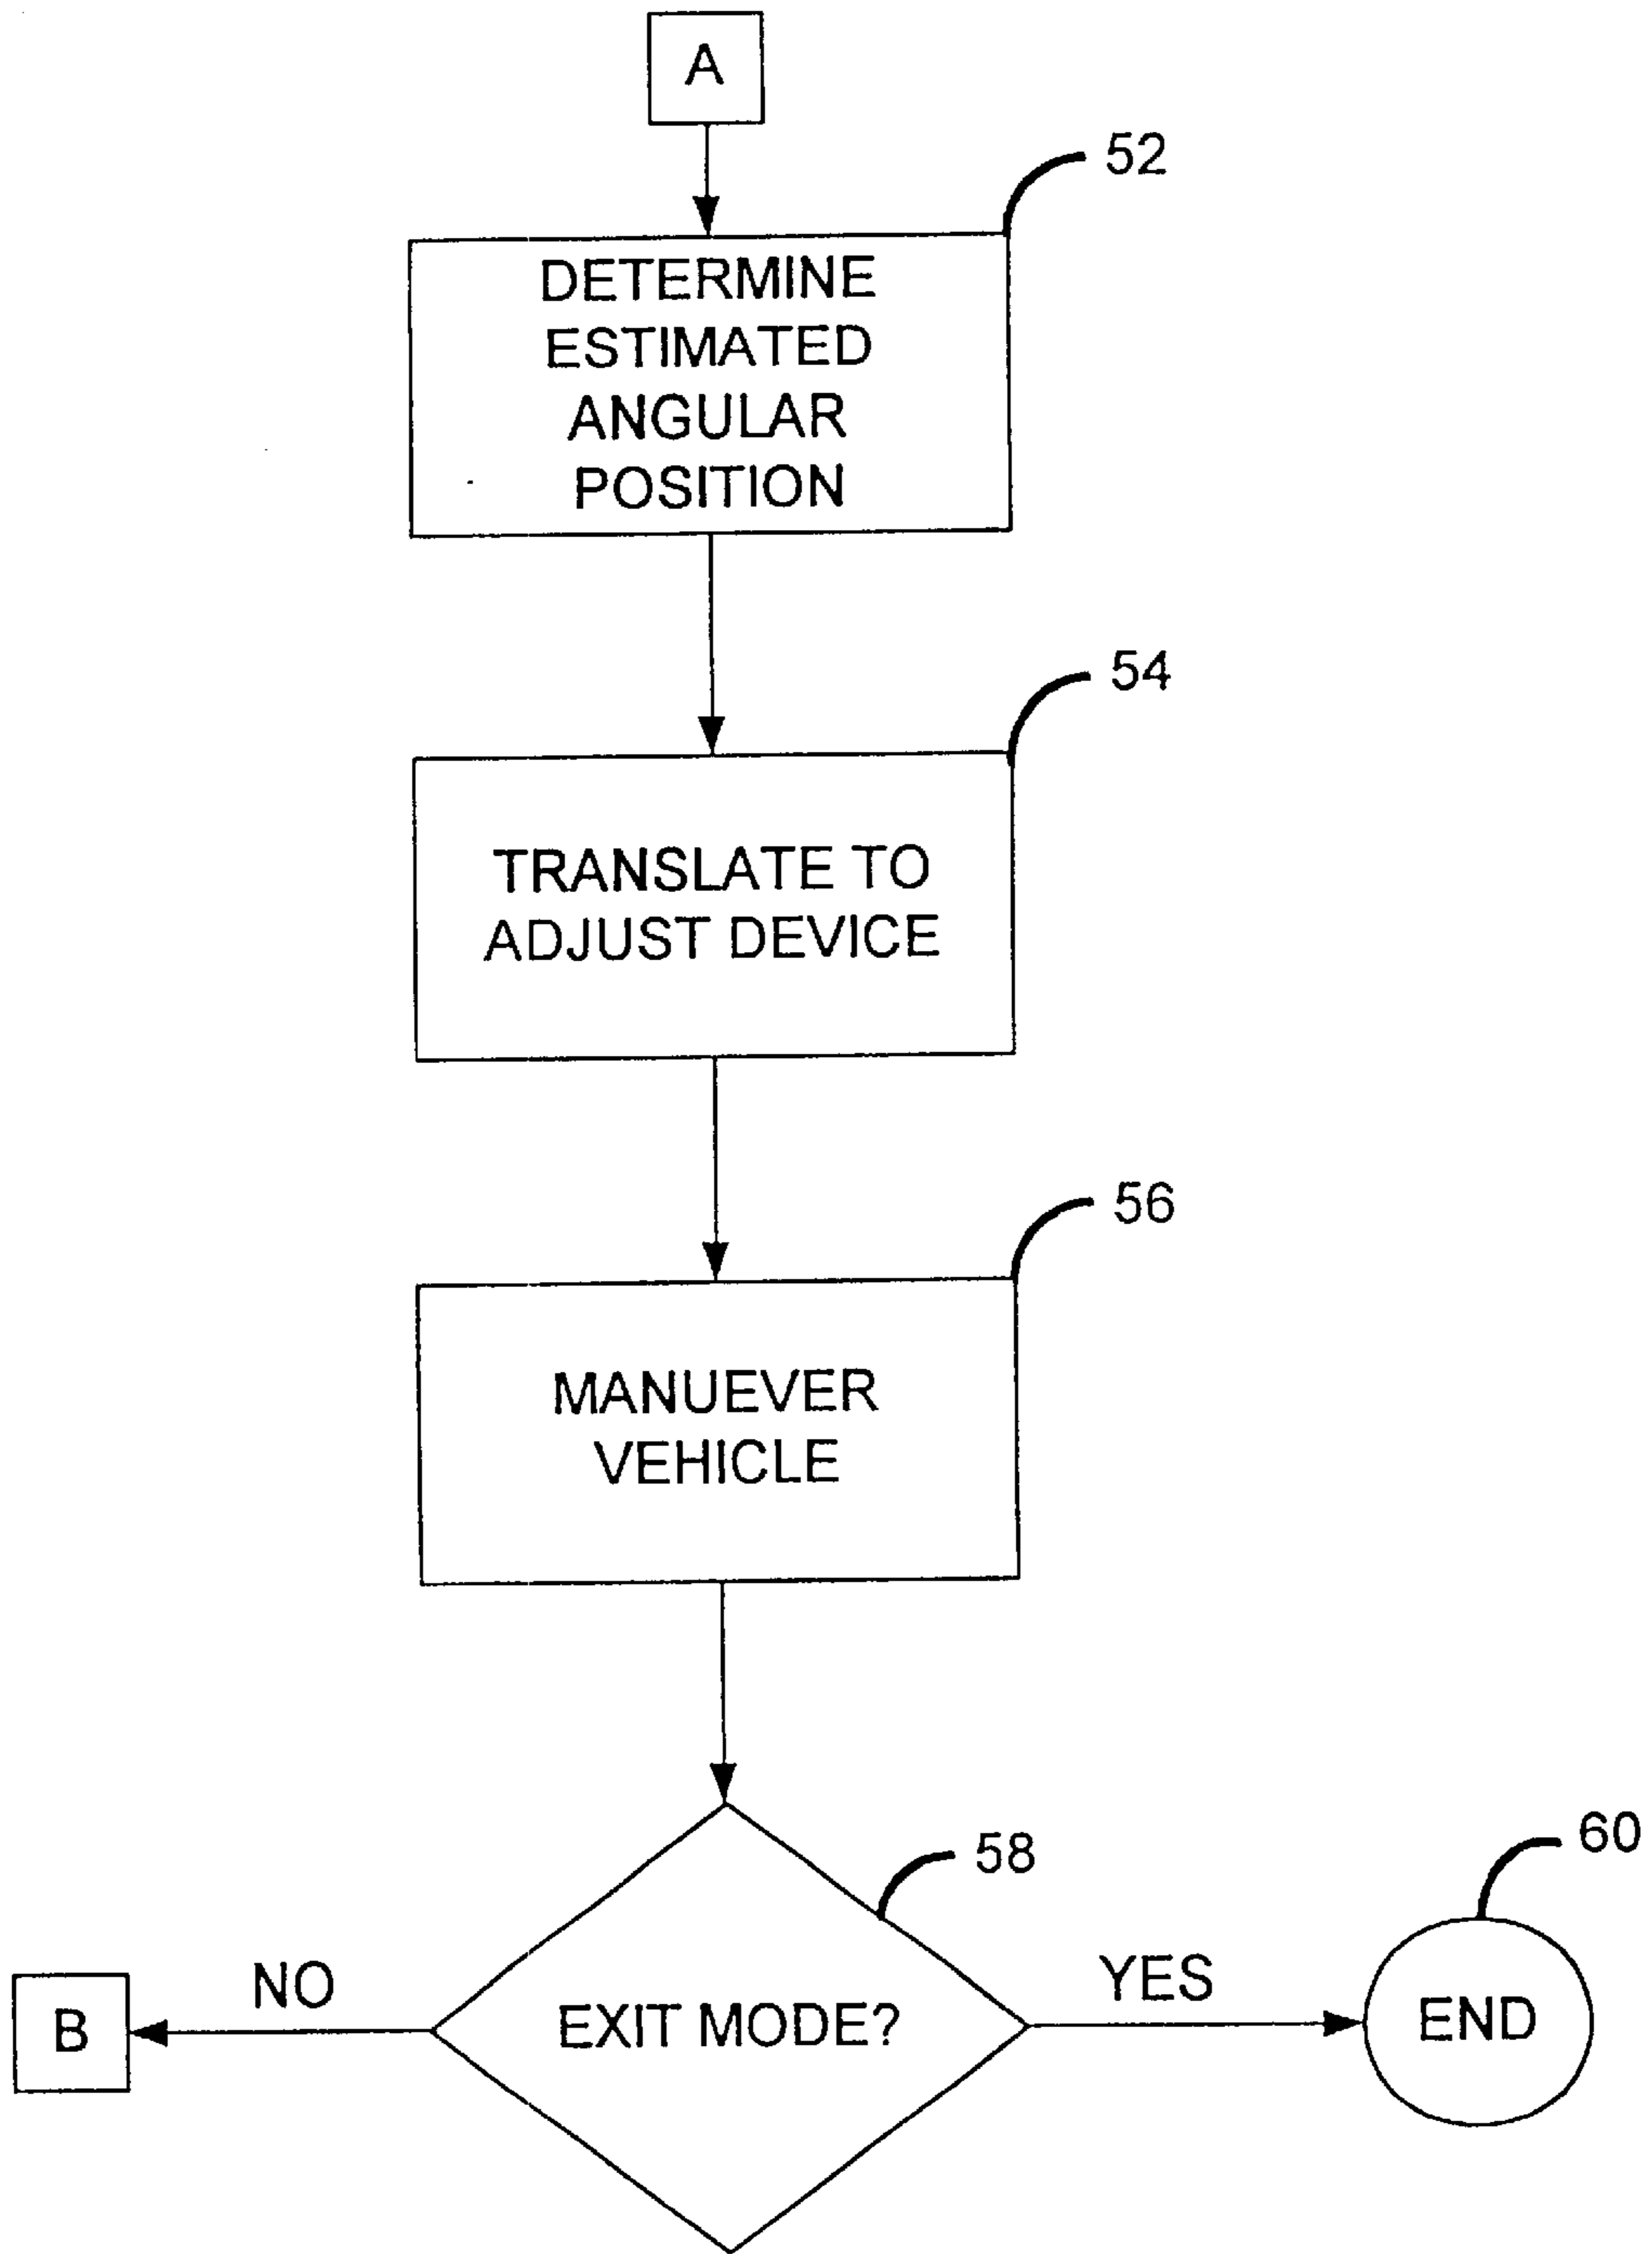 A
52
DETERMINE
ESTIMATED
ANGULAR
POSITION
54
TRANSLATE TO
ADJUST DEVICE
56
MANUEVER
VEHICLE
58
60
NO
YES
B
EXIT MODE?
END